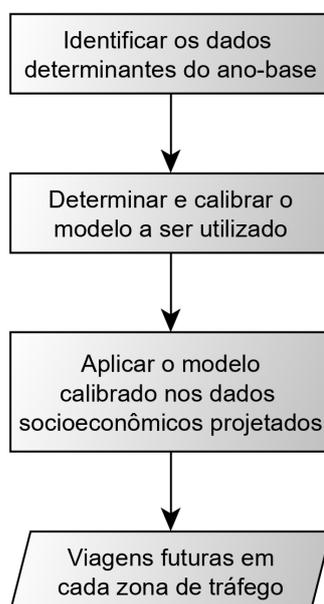 Identificar os dados
determinantes do ano-base
Determinar e calibrar o
modelo a ser utilizado
Aplicar o modelo
calibrado nos dados
socioeconômicos projetados
Viagens futuras em
cada zona de tráfego